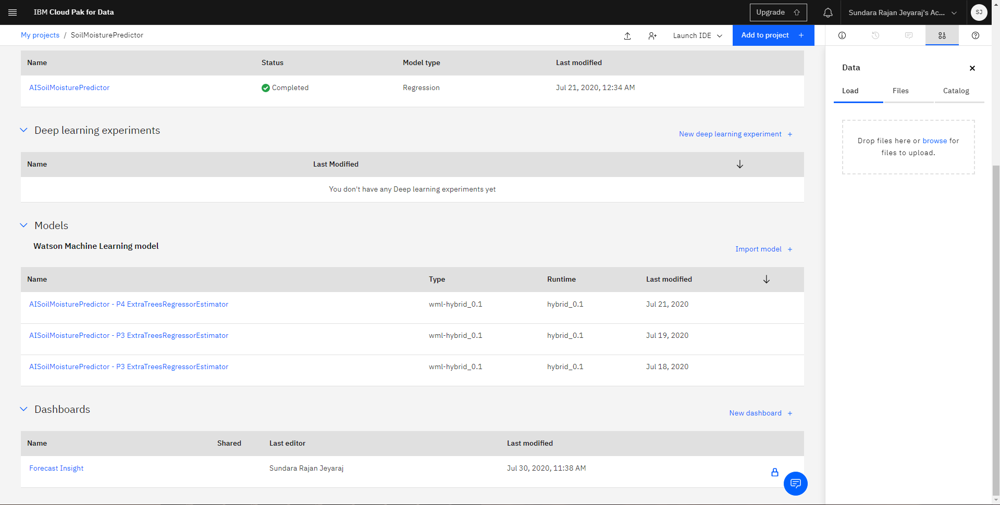 IBM Cloud Pak for Data
Upgrade
Sundara Rajan Jeyaraj's Ac...
SJ
My projects / SoilMoisturePredictor
Launch IDE
Add to project +
Name Status Model type Last modified
AISoilMoisturePredictor Completed Regression Jul 21, 2020, 12:34 AM
Deep learning experiments
New deep learning experiment +
Name Last Modified
You don't have any Deep learning experiments yet
Models
Watson Machine Learning model
Import model +
Name Type Runtime Last modified
AISoilMoisturePredictor - P4 ExtraTreesRegressorEstimator wml-hybrid_0.1 hybrid_0.1 Jul 21, 2020
AISoilMoisturePredictor - P3 ExtraTreesRegressorEstimator wml-hybrid_0.1 hybrid_0.1 Jul 19, 2020
AISoilMoisturePredictor - P3 ExtraTreesRegressorEstimator wml-hybrid_0.1 hybrid_0.1 Jul 18, 2020
Dashboards
New dashboard +
Name Shared Last editor Last modified
Forecast Insight Sundara Rajan Jeyaraj Jul 30, 2020, 11:38 AM
Data
Load Files Catalog
Drop files here or browse for
files to upload.